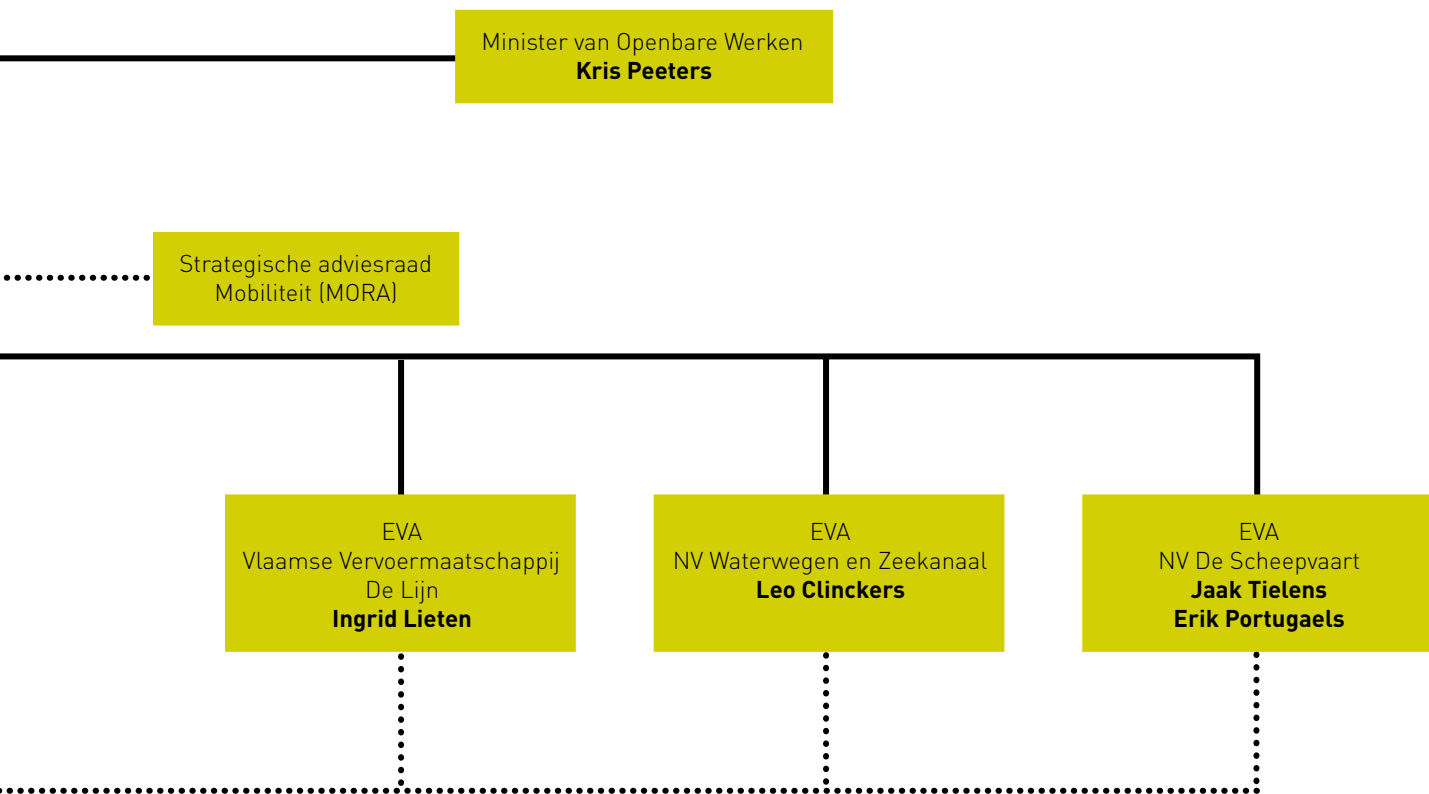 Minister van Openbare Werken
Kris Peeters
Strategische adviesraad
Mobiliteit (MORA)
EVA
Vlaamse Vervoermaatschappij
De Lijn
Ingrid Lieten
EVA
NV Waterwegen en Zeekanaal
Leo Clinckers
EVA
NV De Scheepvaart
Jaak Tielens
Erik Portugaels